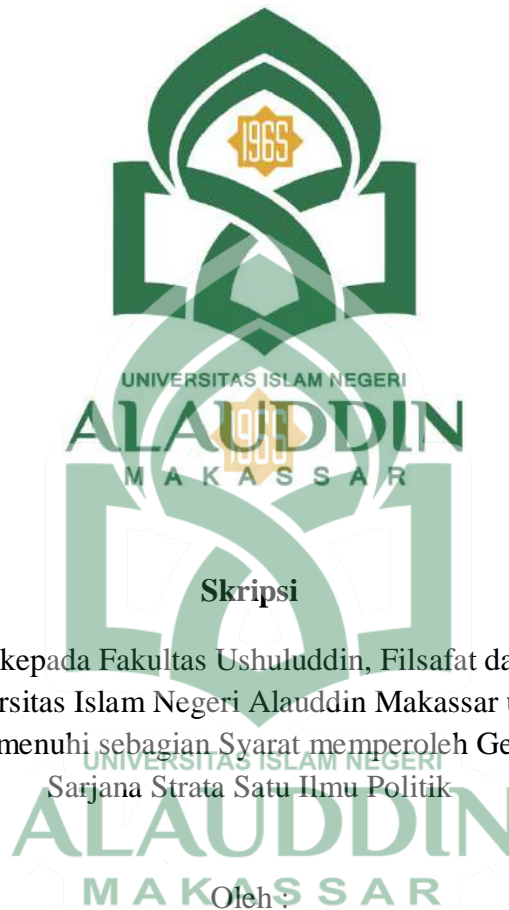 1965
UNIVERSITAS ISLAM NEGERI
ALAUDDIN
1965
MAKASSAR
Skripsi
kepada Fakultas Ushuluddin, Filsafat da
rsitas Islam Negeri Alauddin Makassar u
menuhi sebagian Syarat memperoleh Ge
UNIVERSITAS ISLAM NEGERI
Sarjana Strata Satu Ilmu Politik
ALAUDDIN
MAKASSAR
Oleh :